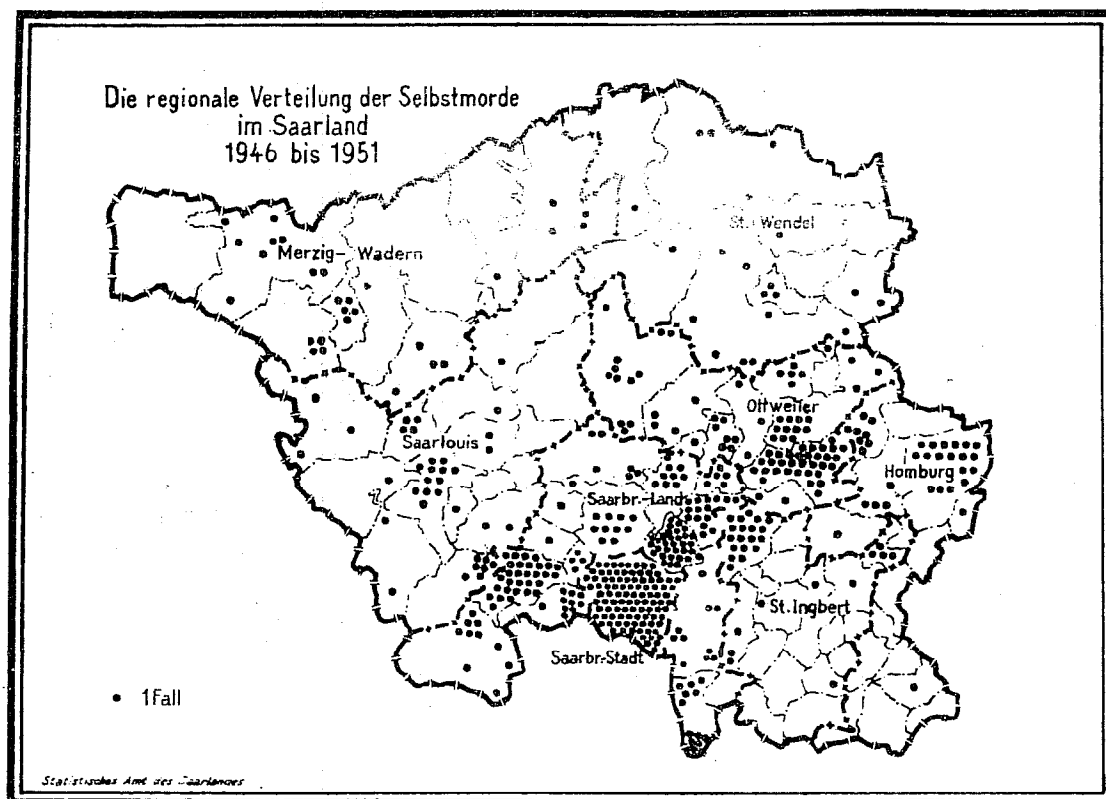 Die regionale Verteilung der Selbstmorde
im Saarland
1946 bis 1951
St. Wendel
Merzig-Wadern
Ottweiler
Saarlouis
Homburg
Saarbr.-Land
St. Ingbert
Saarbr.-Stadt
1 Fall
Statistisches Amt des Saarlandes